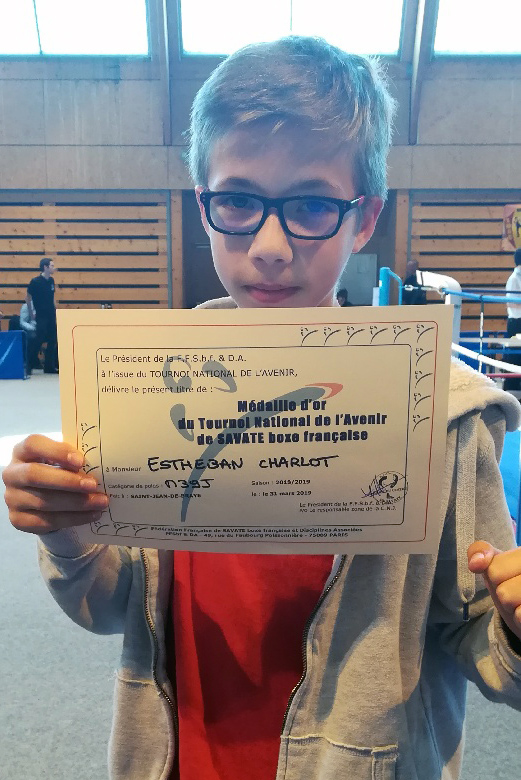 Le Président de la F.F.S.b.f. & D.A.
à l'issue du TOURNOI NATIONAL DE L'AVENIR,
délivre le présent titre de :
Médaille d'or
du Tournoi National de l'Avenir
de SAVATE boxe française
à Monsieur ESTHEBAN CHARLOT
Catégorie de poids : M39J Saison : 2018/2019
Fait à : SAINT-JEAN-DE-BRAYE le : 31 mars 2019
Le Président de la F.F.S.b.f. & D.A.
Fédération Française de SAVATE boxe française et Disciplines Associées
49, rue du Faubourg Poissonnière - 75009 PARIS